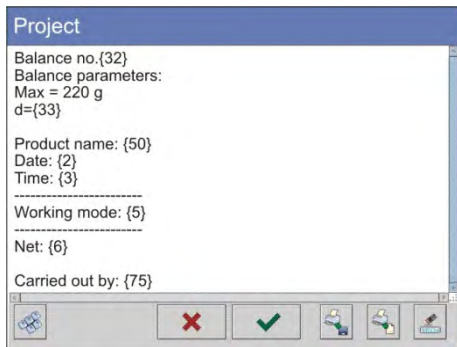 Project
Balance no.{32}
Balance parameters:
Max = 220 g
d={33}
Product name: {50}
Date: {2}
Time: {3}
------------------------
Working mode: {5}
------------------------
Net: {6}
Carried out by: {75}